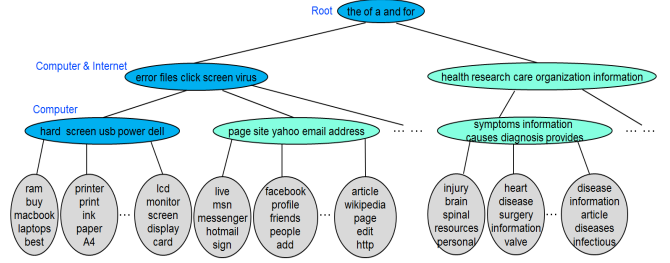 Root
the of a and for
Computer & Internet
error files click screen virus
health research care organization information
Computer
hard screen usb power dell
page site yahoo email address
... ...
symptoms information
causes diagnosis provides
... ...
ram
buy
macbook
laptops
best
printer
print
ink
paper
A4
...
lcd
monitor
screen
display
card
live
msn
messenger
hotmail
sign
facebook
profile
friends
people
add
...
article
wikipedia
page
edit
http
injury
brain
spinal
resources
personal
heart
disease
surgery
information
valve
...
disease
information
article
diseases
infectious